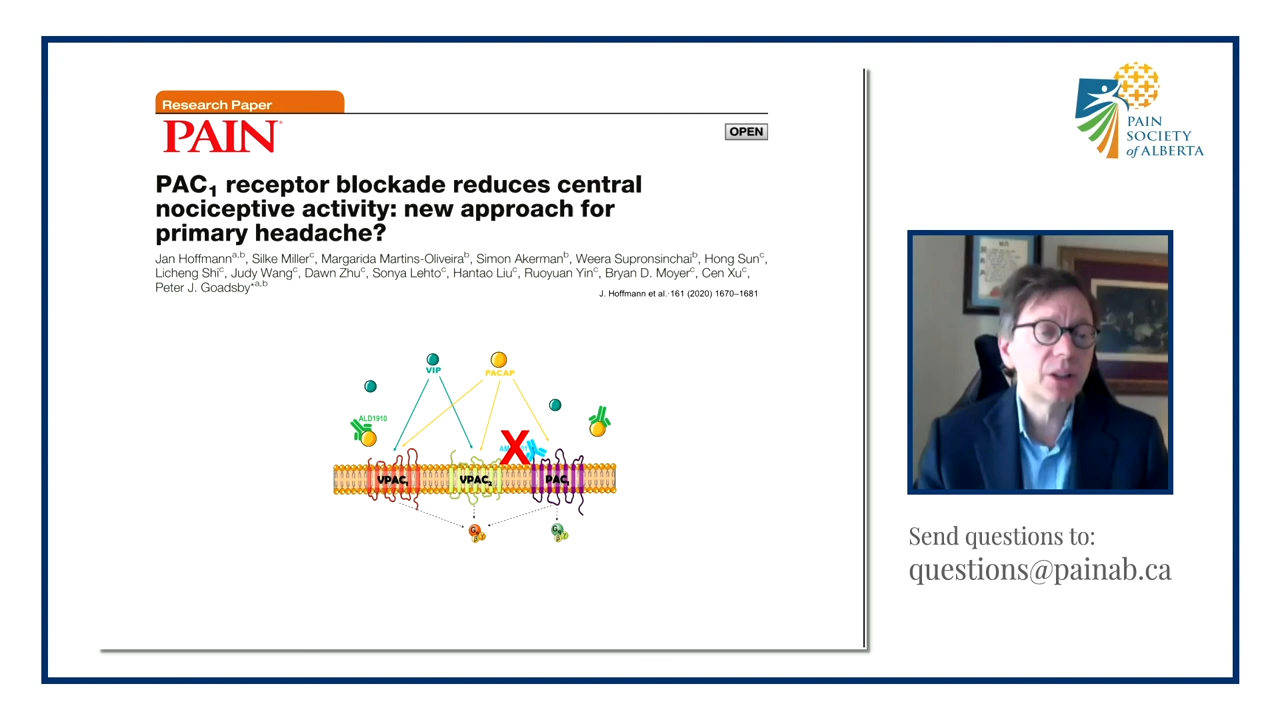 Research Paper
PAIN®
OPEN
PAC₁ receptor blockade reduces central
nociceptive activity: new approach for
primary headache?
Jan Hoffmannᵃ,ᵇ, Silke Millerᶜ, Margarida Martins-Oliveiraᵇ, Simon Akermanᵇ, Weera Supronsinchaiᵇ, Hong Sunᶜ,
Licheng Shiᶜ, Judy Wangᶜ, Dawn Zhuᶜ, Sonya Lehtoᶜ, Hantao Liuᶜ, Ruoyuan Yinᶜ, Bryan D. Moyerᶜ, Cen Xuᶜ,
Peter J. Goadsby*ᵃ,ᵇ
J. Hoffmann et al.·161 (2020) 1670–1681
VIP
PACAP
ALD1910
X
VPAC₁
VPAC₂
PAC₁
PAIN
SOCIETY
of ALBERTA
Send questions to:
questions@painab.ca